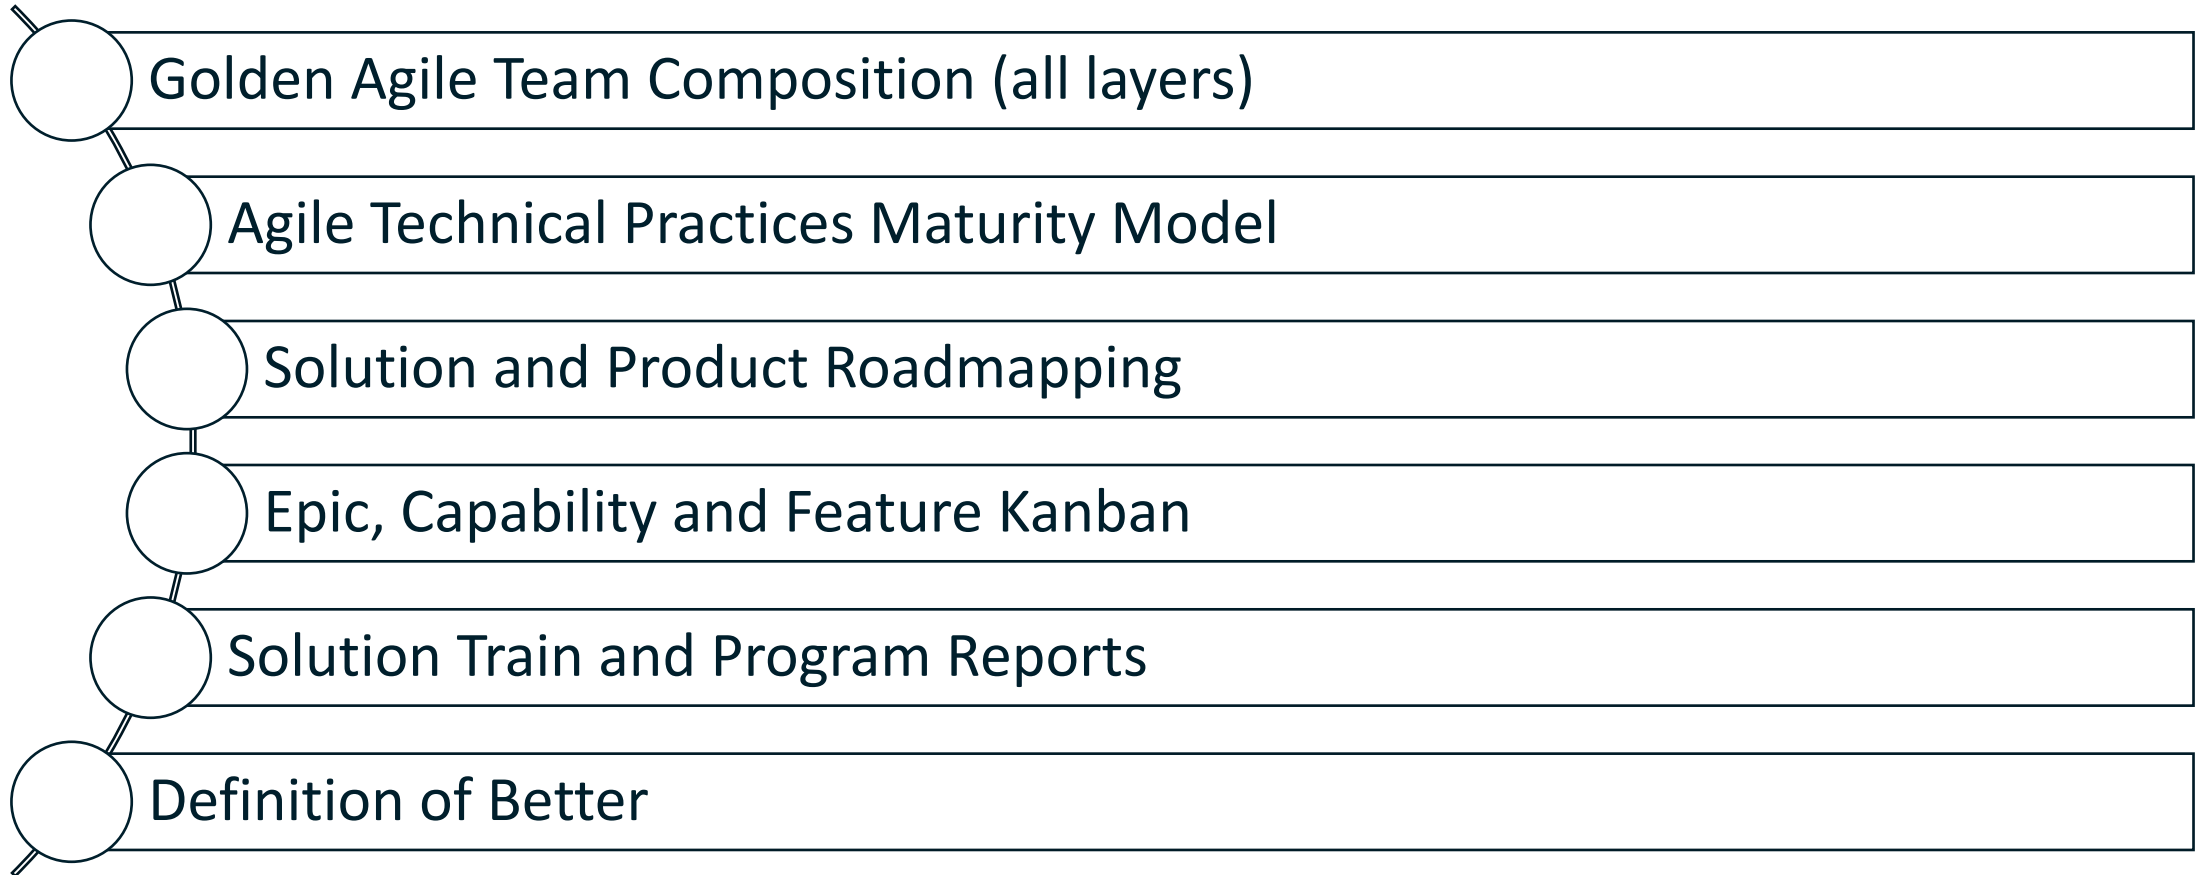 Golden Agile Team Composition (all layers)
Agile Technical Practices Maturity Model
Solution and Product Roadmapping
Epic, Capability and Feature Kanban
Solution Train and Program Reports
Definition of Better